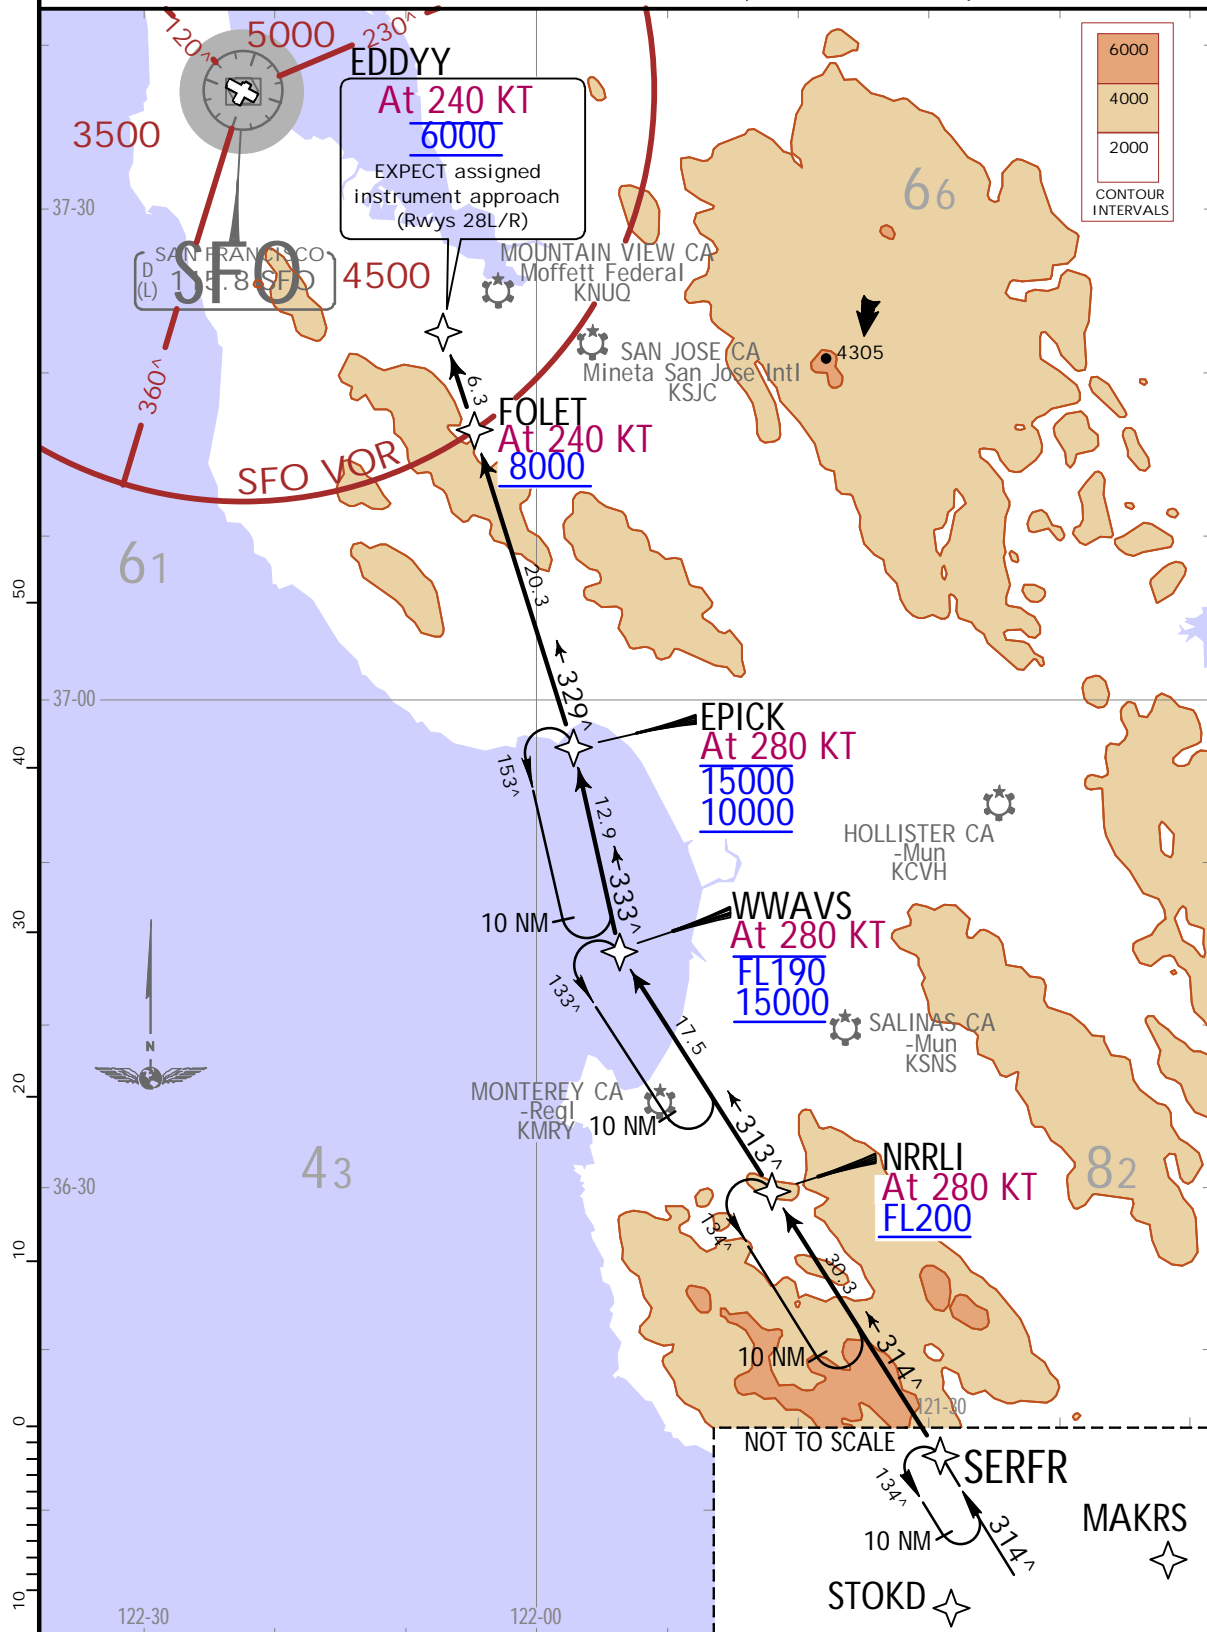 120^
5000
230^
EDDYY
At 240 KT
6000
EXPECT assigned
instrument approach
(Rwys 28L/R)
6000
4000
2000
CONTOUR
INTERVALS
3500
37-30
66
SAN FRANCISCO
D
(L)
115.8 SFO
SFO
4500
MOUNTAIN VIEW CA
Moffett Federal
KNUQ
SAN JOSE CA
Mineta San Jose Intl
KSJC
4305
360^
6.3
FOLET
At 240 KT
8000
SFO VOR
61
20.3
50
329^
37-00
EPICK
At 280 KT
15000
10000
40
153^
12.9
333^
HOLLISTER CA
-Mun
KCVH
10 NM
30
WWAVS
At 280 KT
FL190
15000
133^
17.5
SALINAS CA
-Mun
KSNS
N
20
MONTEREY CA
-Regl
KMRY
10 NM
313^
43
82
36-30
NRRLI
At 280 KT
FL200
134^
30.3
10
314^
10 NM
121-30
0
NOT TO SCALE
SERFR
134^
10 NM
314^
MAKRS
STOKD
10
122-30
122-00